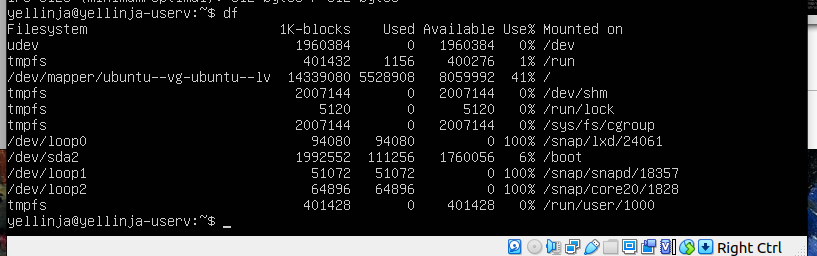 yellinja@yellinja-userv:~$ df
Filesystem 1K-blocks Used Available Use% Mounted on
udev 1960384 0 1960384 0% /dev
tmpfs 401432 1156 400276 1% /run
/dev/mapper/ubuntu--vg-ubuntu--lv 14339080 5528908 8059992 41% /
tmpfs 2007144 0 2007144 0% /dev/shm
tmpfs 5120 0 5120 0% /run/lock
tmpfs 2007144 0 2007144 0% /sys/fs/cgroup
/dev/loop0 94080 94080 0 100% /snap/lxd/24061
/dev/sda2 1992552 111256 1760056 6% /boot
/dev/loop1 51072 51072 0 100% /snap/snapd/18357
/dev/loop2 64896 64896 0 100% /snap/core20/1828
tmpfs 401428 0 401428 0% /run/user/1000
yellinja@yellinja-userv:~$ _
Right Ctrl